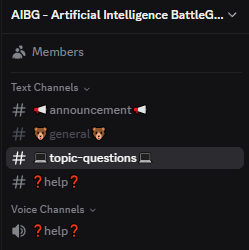 AIBG - Artificial Intelligence BattleG...
Members
Text Channels
# 📢 announcement 📢
# 🐻 general 🐻
# 💻 topic-questions 💻
# ❓help❓
Voice Channels
❓help❓